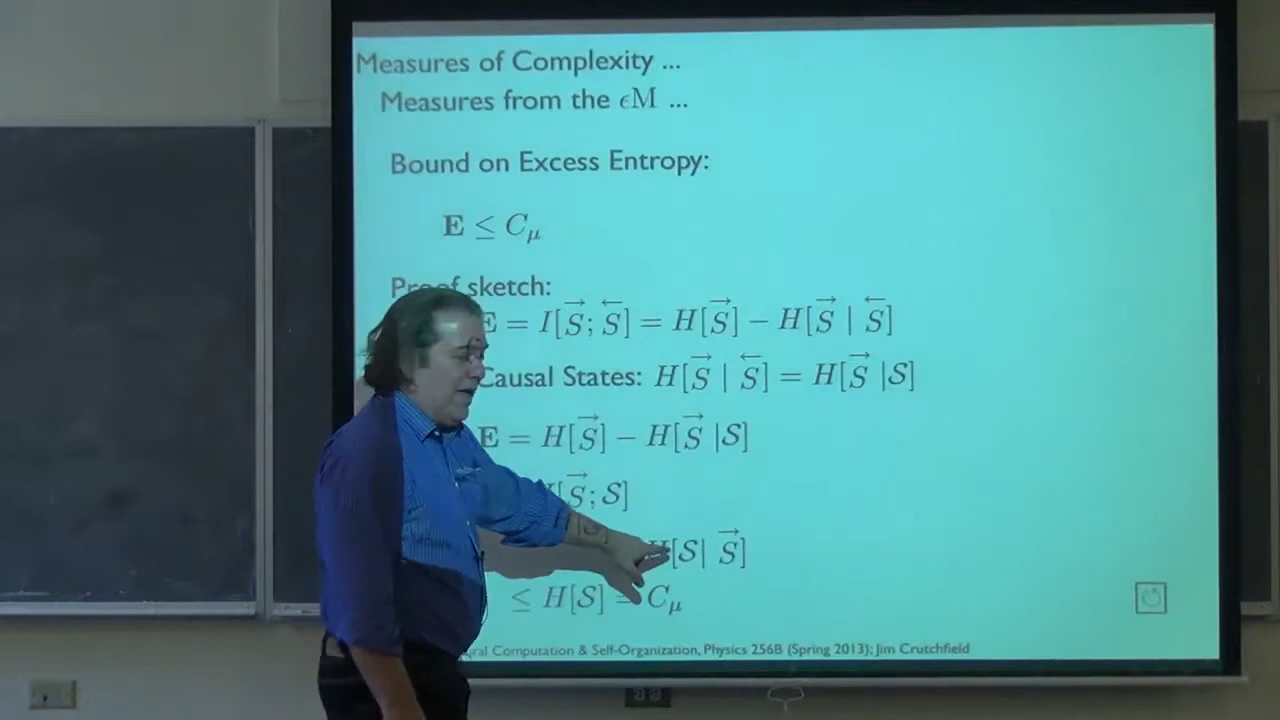 Measures of Complexity ...
Measures from the ϵM ...
Bound on Excess Entropy:
E ≤ C_μ
Proof sketch:
E = I[S⃗; S⃖] = H[S⃗] − H[S⃗ | S⃖]
Causal States: H[S⃗ | S⃖] = H[S⃗ |𝒮]
E = H[S⃗] − H[S⃗ |𝒮]
[S⃗; 𝒮]
H[𝒮| S⃗]
≤ H[𝒮] = C_μ
Computation & Self-Organization, Physics 256B (Spring 2013); Jim Crutchfield